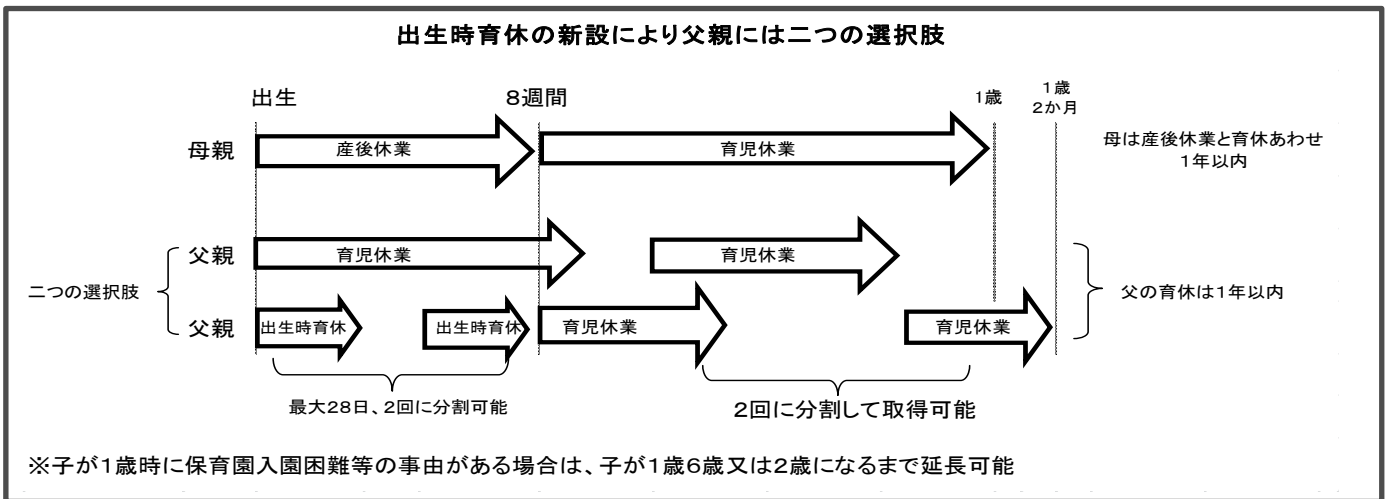 出生時育休の新設により父親には二つの選択肢
出生
8週間
1歳
1歳
2か月
母親
産後休業
育児休業
母は産後休業と育休あわせ
1年以内
父親
育児休業
育児休業
二つの選択肢
父の育休は1年以内
父親
出生時育休
出生時育休
育児休業
育児休業
最大28日、2回に分割可能
2回に分割して取得可能
※子が1歳時に保育園入園困難等の事由がある場合は、子が1歳6歳又は2歳になるまで延長可能